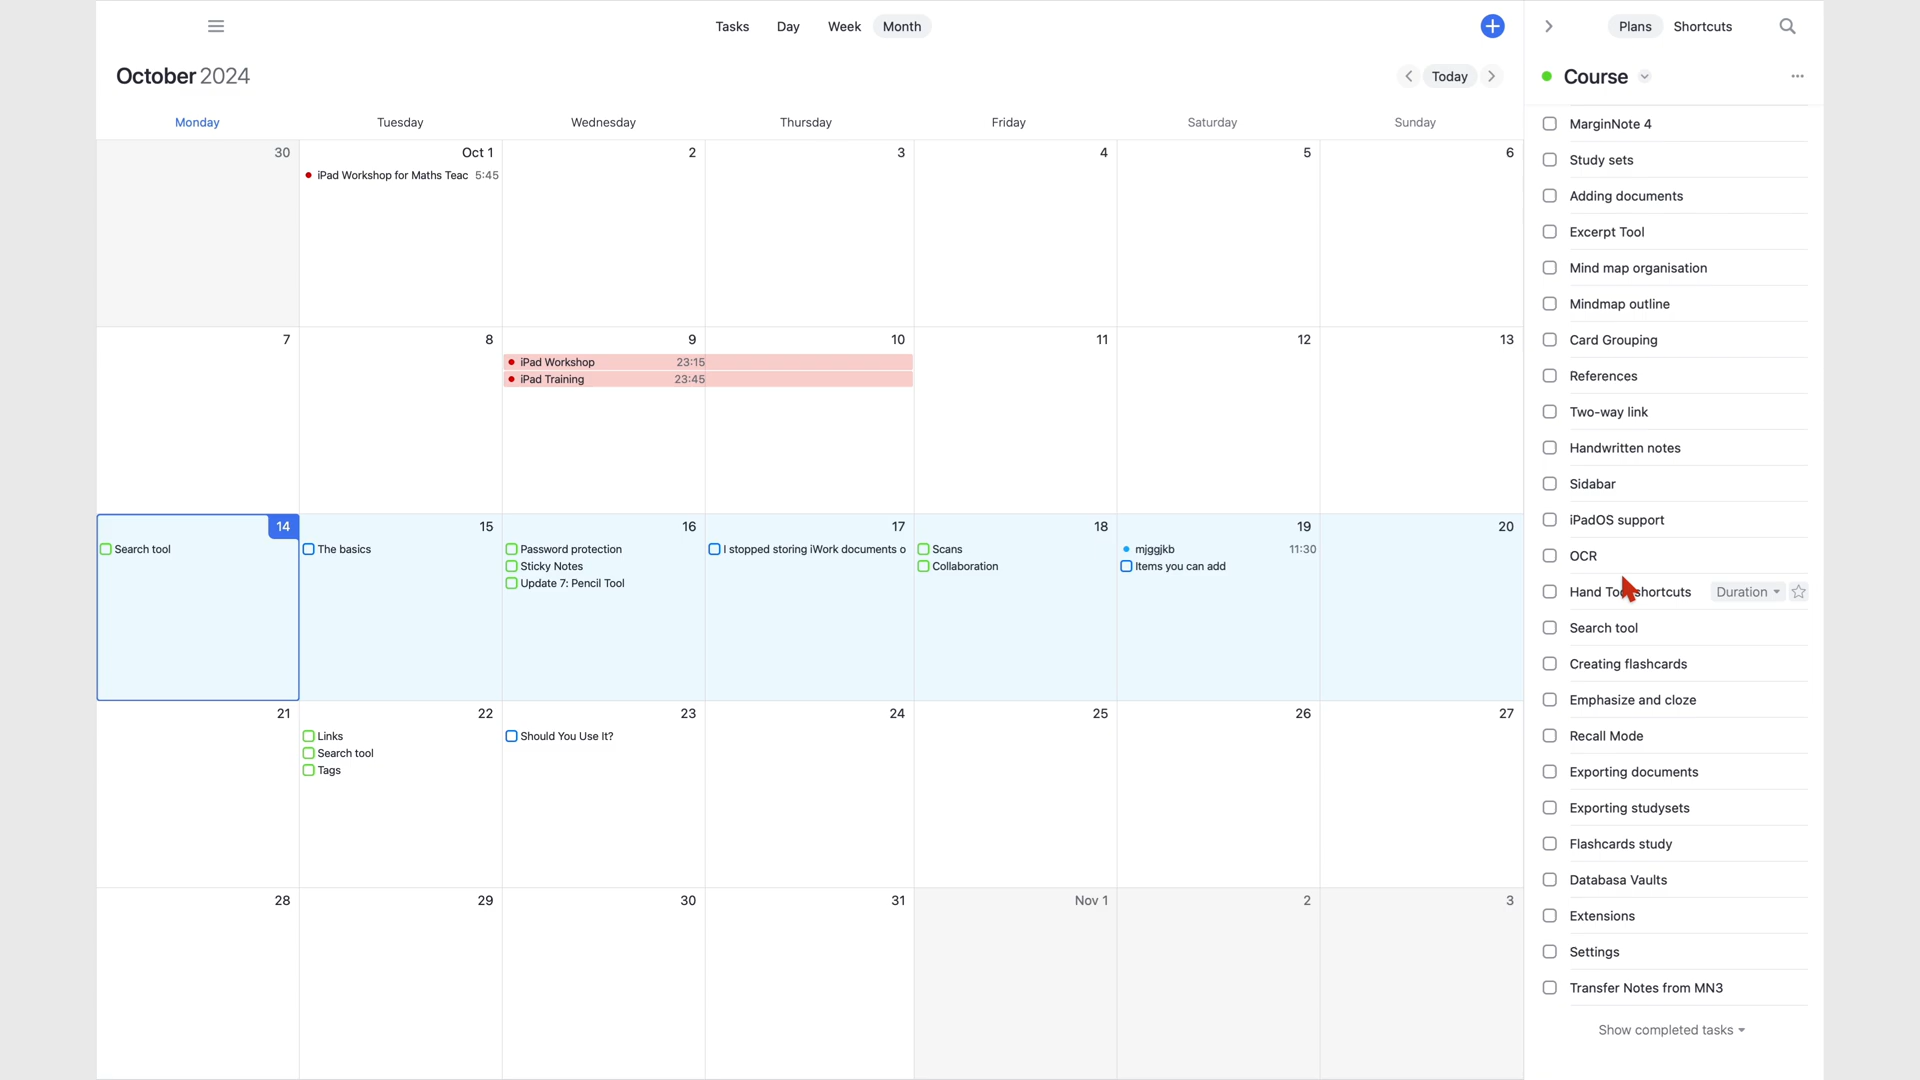 Tasks Day Week Month
Plans Shortcuts
October 2024
Today
Course
Monday Tuesday Wednesday Thursday Friday Saturday Sunday
30 Oct 1 2 3 4 5 6
iPad Workshop for Maths Teac 5:45
7 8 9 10 11 12 13
iPad Workshop 23:15
iPad Training 23:45
14 15 16 17 18 19 20
Search tool
The basics
Password protection
Sticky Notes
Update 7: Pencil Tool
I stopped storing iWork documents o
Scans
Collaboration
mjggjkb 11:30
Items you can add
21 22 23 24 25 26 27
Links
Search tool
Tags
Should You Use It?
28 29 30 31 Nov 1 2 3
MarginNote 4
Study sets
Adding documents
Excerpt Tool
Mind map organisation
Mindmap outline
Card Grouping
References
Two-way link
Handwritten notes
Sidabar
iPadOS support
OCR
Hand To shortcuts Duration
Search tool
Creating flashcards
Emphasize and cloze
Recall Mode
Exporting documents
Exporting studysets
Flashcards study
Databasa Vaults
Extensions
Settings
Transfer Notes from MN3
Show completed tasks